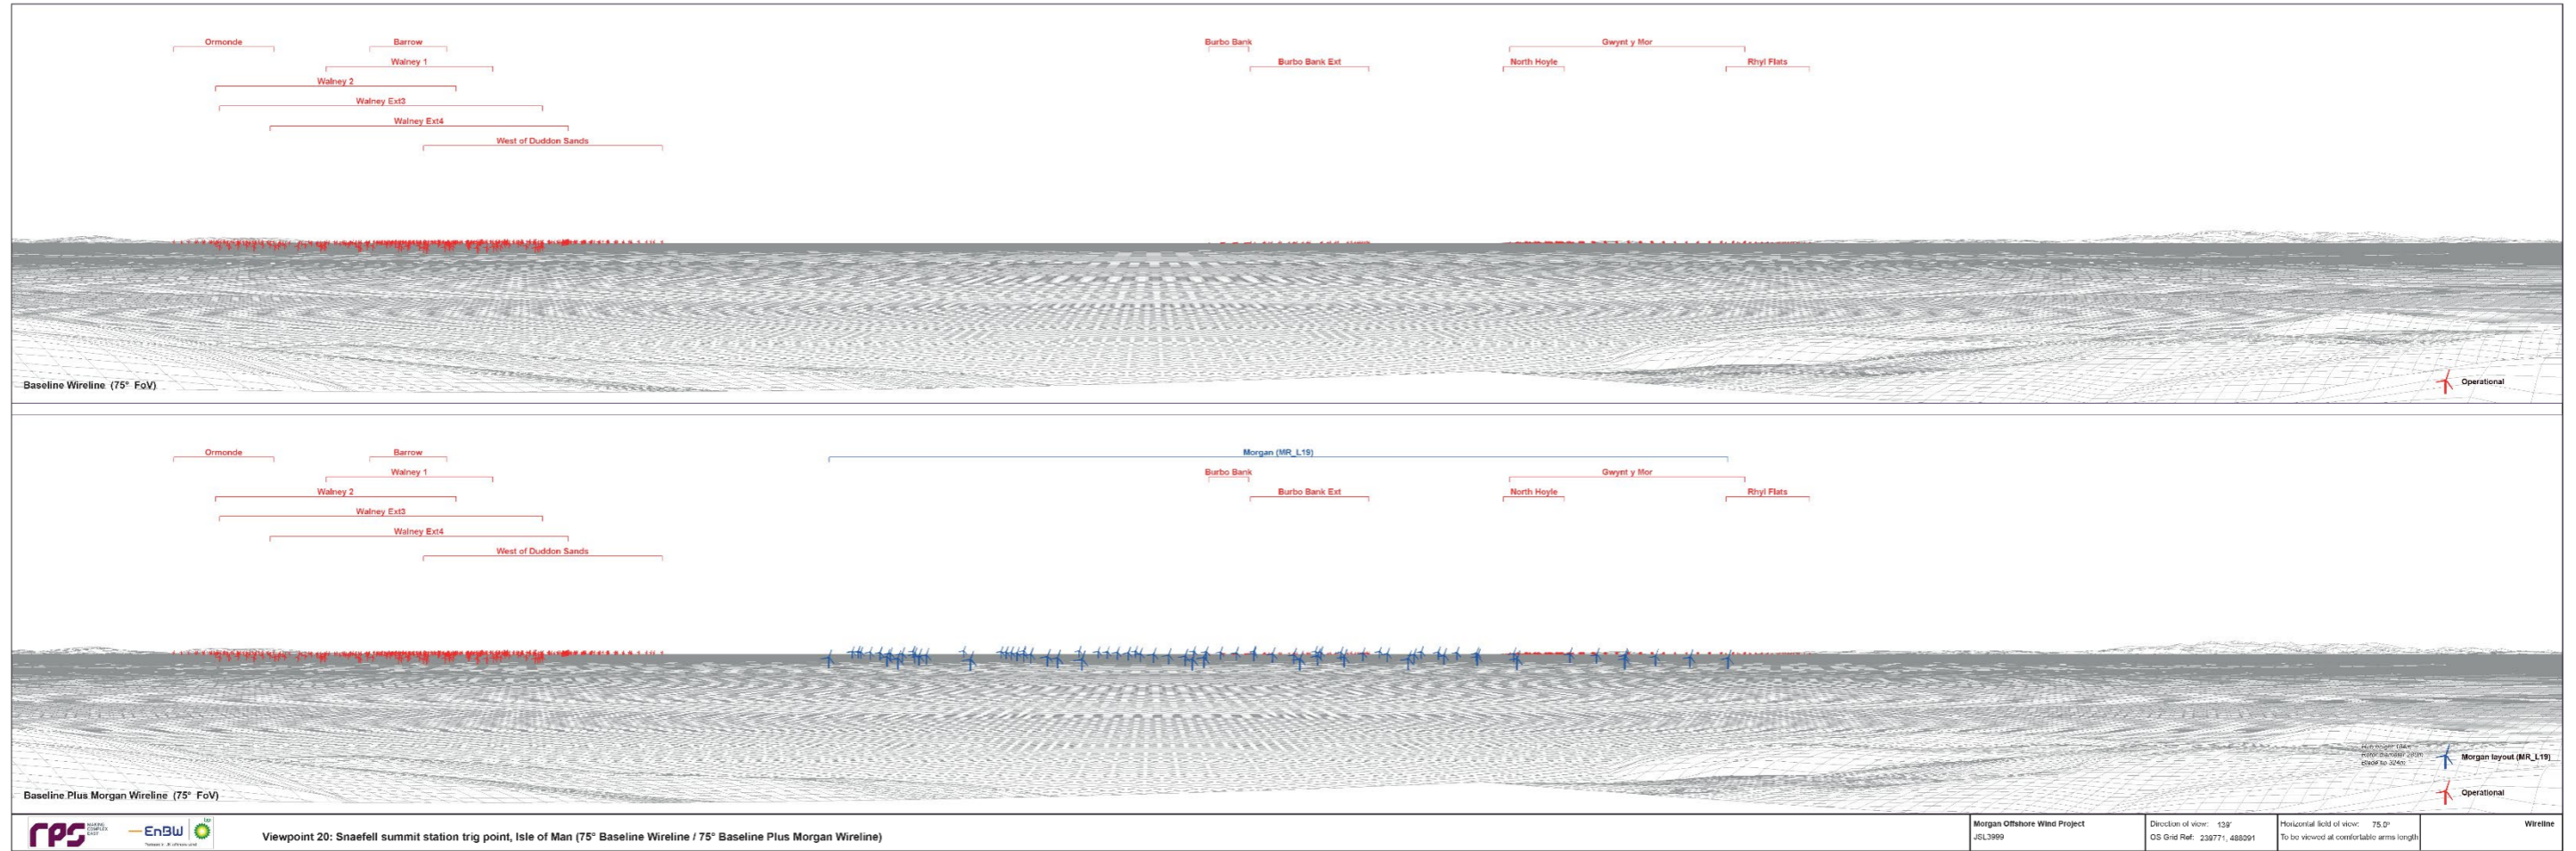 Ormonde
Barrow
Burbo Bank
Gwynt y Mor
Walney 1
Burbo Bank Ext
North Hoyle
Rhyl Flats
Walney 2
Walney Ext3
Walney Ext4
West of Duddon Sands
Baseline Wireline (75° FoV)
Operational
Ormonde
Barrow
Morgan (MR_L19)
Walney 1
Burbo Bank
Gwynt y Mor
Walney 2
Burbo Bank Ext
North Hoyle
Rhyl Flats
Walney Ext3
Walney Ext4
West of Duddon Sands
Morgan layout (MR_L19)
Operational
Baseline Plus Morgan Wireline (75° FoV)
rps
MAKING
COMPLEX
EASY
EnBW
bp
Viewpoint 20: Snaefell summit station trig point, Isle of Man (75° Baseline Wireline / 75° Baseline Plus Morgan Wireline)
Morgan Offshore Wind Project
JSL3999
Direction of view: 139°
OS Grid Ref: 239771, 488091
Horizontal field of view: 75.0°
To be viewed at comfortable arms length
Wireline